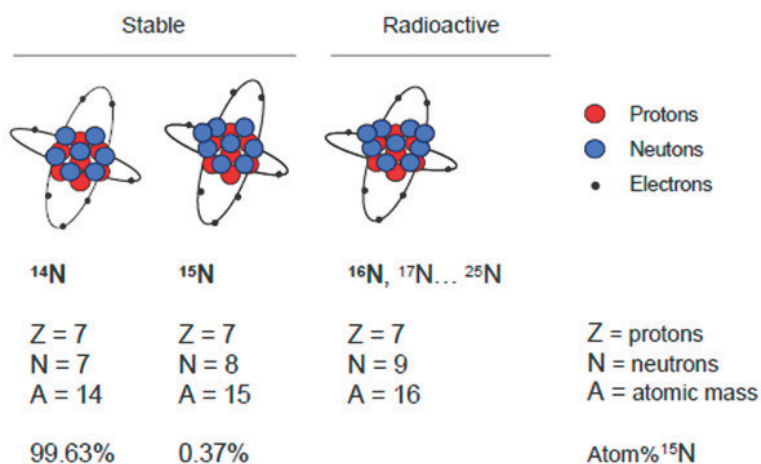 Stable Radioactive
Protons
Neutons
Electrons
¹⁴N ¹⁵N ¹⁶N, ¹⁷N... ²⁵N
Z = 7 Z = 7 Z = 7 Z = protons
N = 7 N = 8 N = 9 N = neutrons
A = 14 A = 15 A = 16 A = atomic mass
99.63% 0.37% Atom%¹⁵N